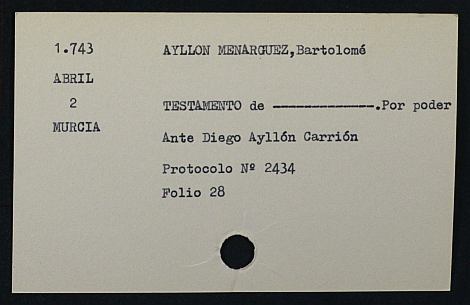 1.743 AYLLON MENARGUEZ,Bartolomé
ABRIL
2 TESTAMENTO de -------------.Por poder
MURCIA
Ante Diego Ayllón Carrión
Protocolo Nº 2434
Folio 28